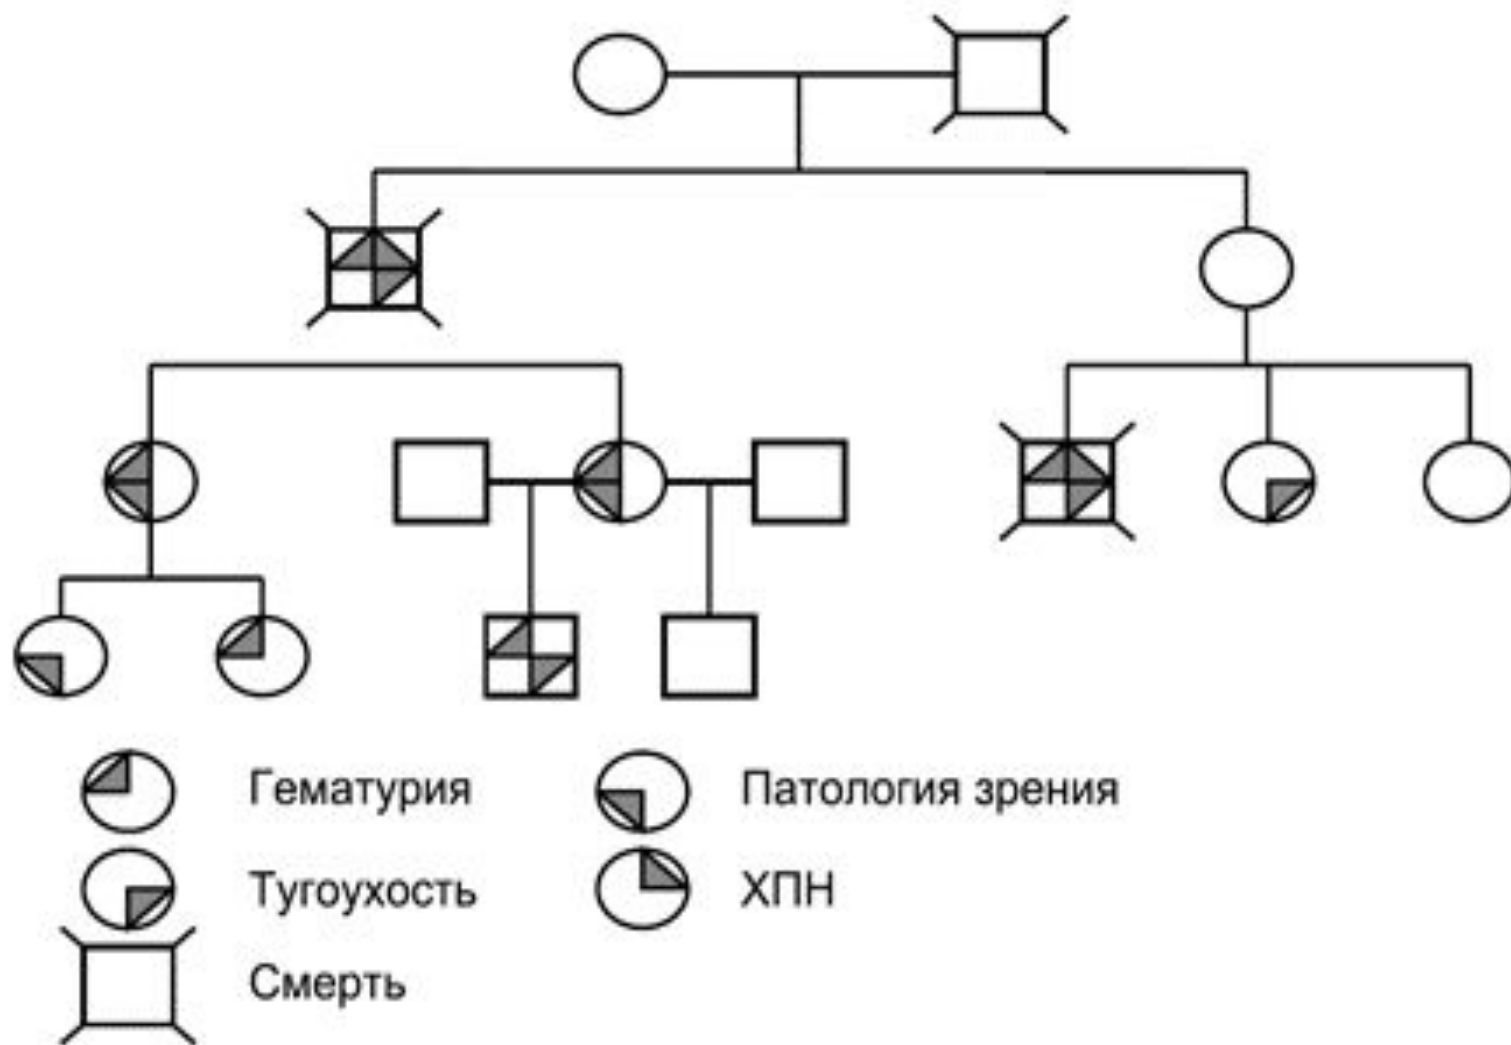 Гематурия
Патология зрения
Тугоухость
ХПН
Смерть